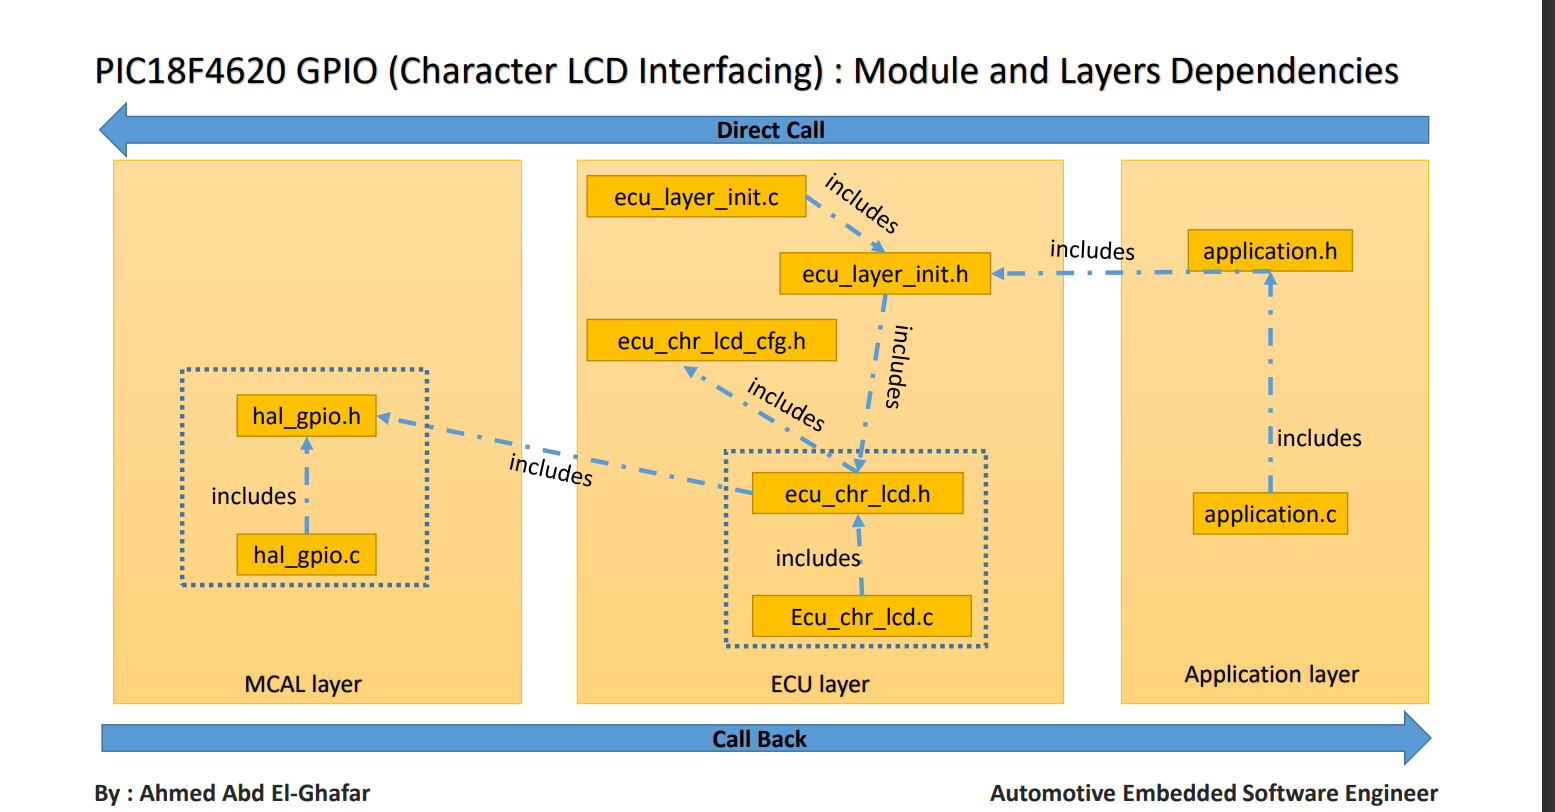 PIC18F4620 GPIO (Character LCD Interfacing) : Module and Layers Dependencies
Direct Call
ecu_layer_init.c
includes
ecu_layer_init.h
includes
application.h
ecu_chr_lcd_cfg.h
includes
includes
hal_gpio.h
includes
includes
ecu_chr_lcd.h
includes
application.c
hal_gpio.c
includes
Ecu_chr_lcd.c
MCAL layer
ECU layer
Application layer
Call Back
By : Ahmed Abd El-Ghafar
Automotive Embedded Software Engineer